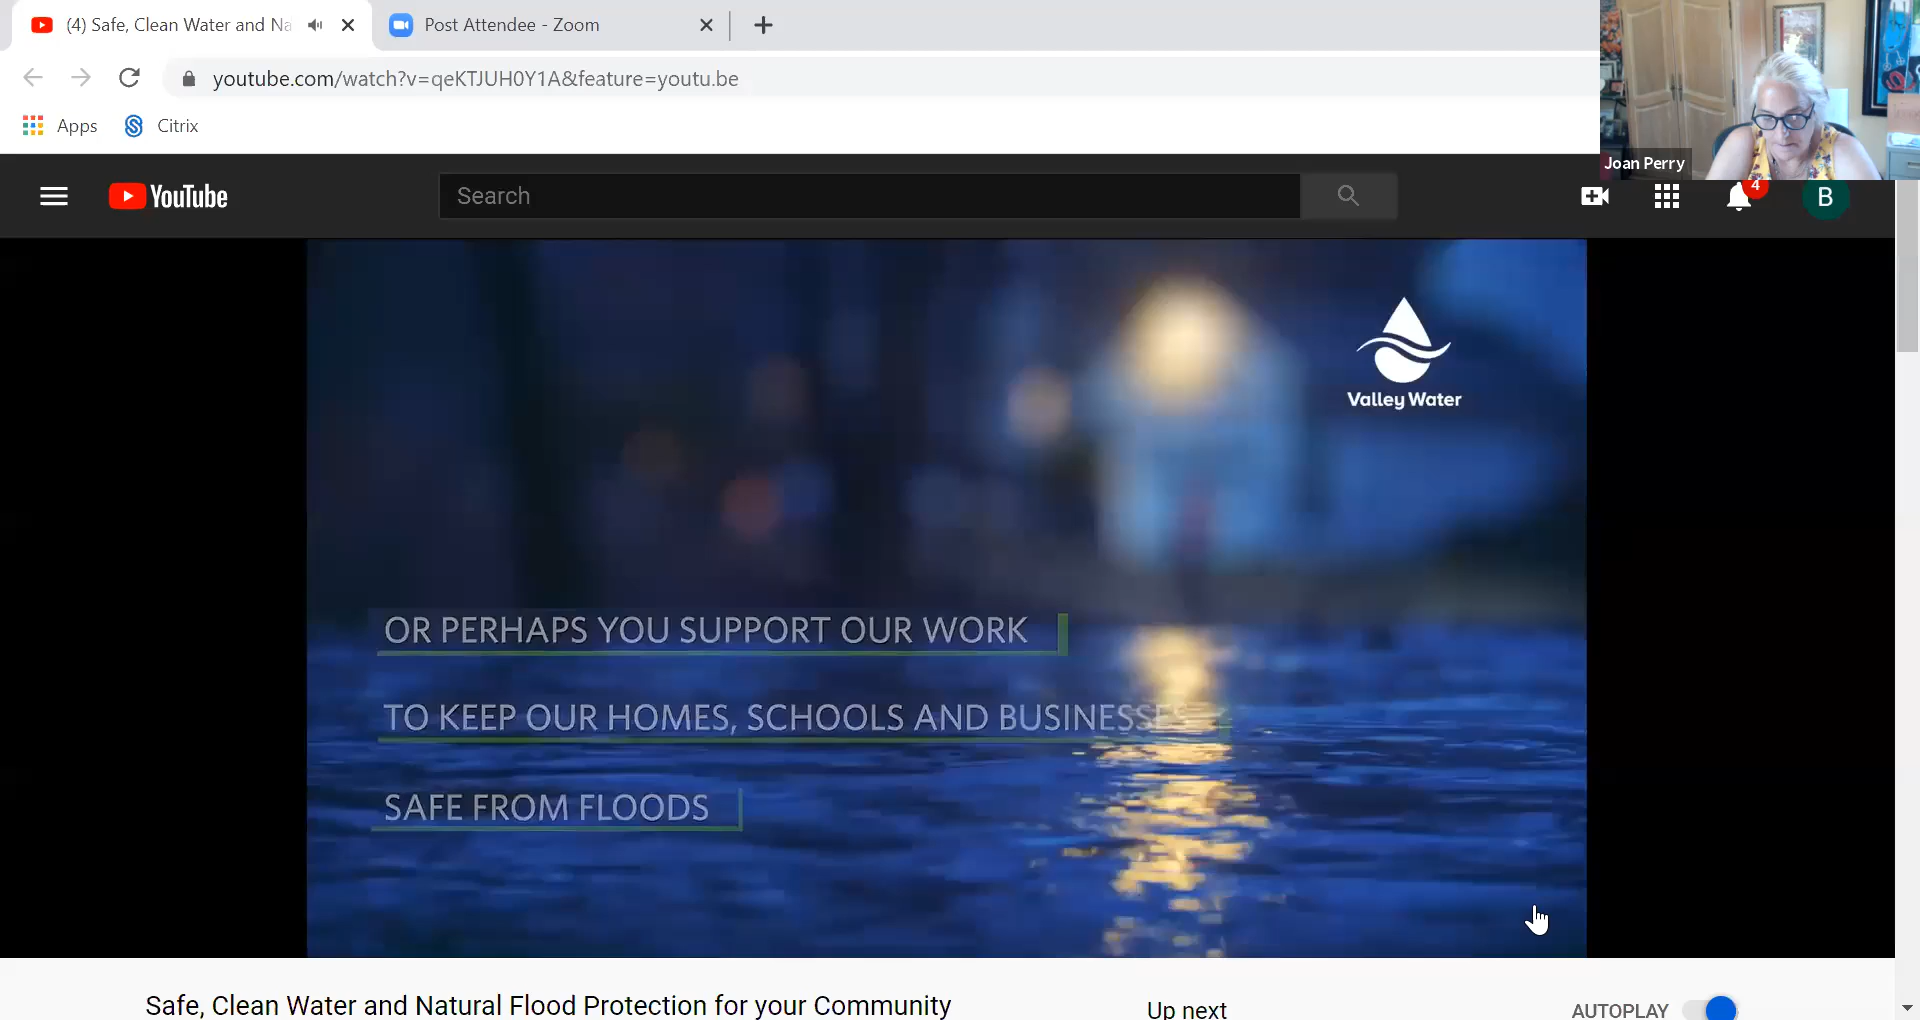 (4) Safe, Clean Water and Na
Post Attendee - Zoom
youtube.com/watch?v=qeKTJUH0Y1A&feature=youtu.be
Apps
Citrix
Joan Perry
YouTube
Search
4
B
Valley Water
OR PERHAPS YOU SUPPORT OUR WORK
TO KEEP OUR HOMES, SCHOOLS AND BUSINESSES
SAFE FROM FLOODS
Safe, Clean Water and Natural Flood Protection for your Community
Up next
AUTOPLAY